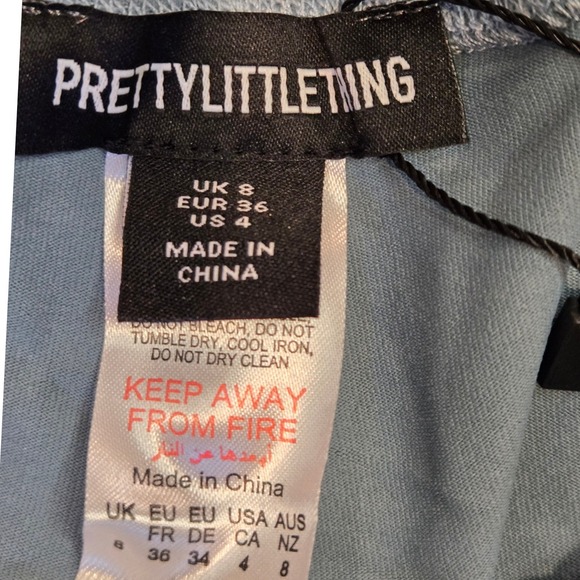 PRETTYLITTLETHING
UK 8
EUR 36
US 4
MADE IN
CHINA
DO NOT BLEACH, DO NOT
TUMBLE DRY, COOL IRON,
DO NOT DRY CLEAN
KEEP AWAY
FROM FIRE
أبعدها عن النار
Made in China
UK EU EU USA AUS
FR DE CA NZ
8 36 34 4 8